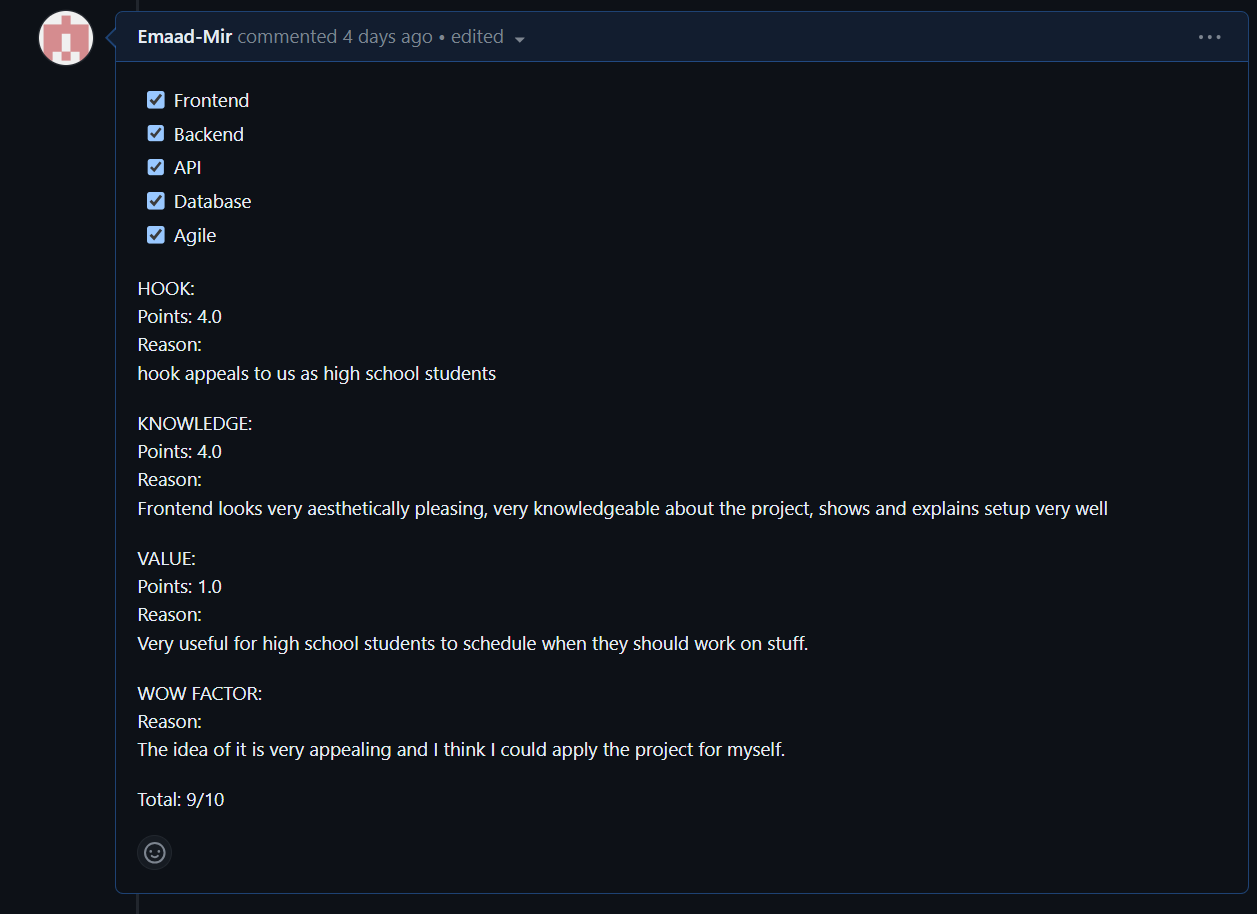 Emaad-Mir commented 4 days ago • edited
Frontend
Backend
API
Database
Agile
HOOK:
Points: 4.0
Reason:
hook appeals to us as high school students
KNOWLEDGE:
Points: 4.0
Reason:
Frontend looks very aesthetically pleasing, very knowledgeable about the project, shows and explains setup very well
VALUE:
Points: 1.0
Reason:
Very useful for high school students to schedule when they should work on stuff.
WOW FACTOR:
Reason:
The idea of it is very appealing and I think I could apply the project for myself.
Total: 9/10